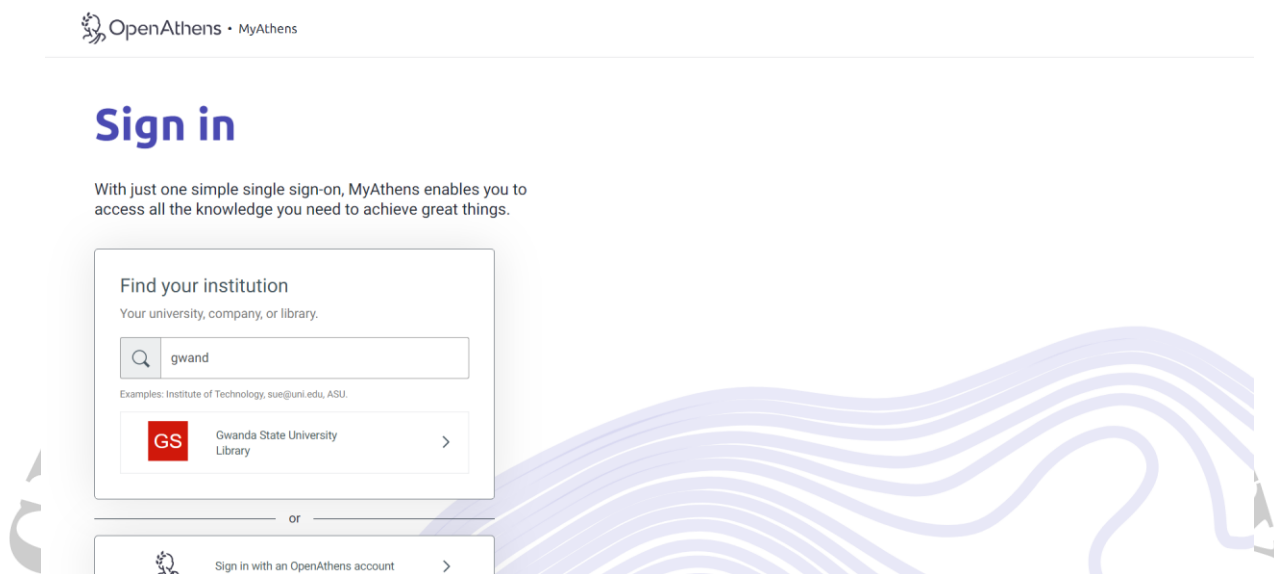 OpenAthens • MyAthens
Sign in
With just one simple single sign-on, MyAthens enables you to
access all the knowledge you need to achieve great things.
Find your institution
Your university, company, or library.
gwand
Examples: Institute of Technology, sue@uni.edu, ASU.
GS
Gwanda State University
Library
or
Sign in with an OpenAthens account